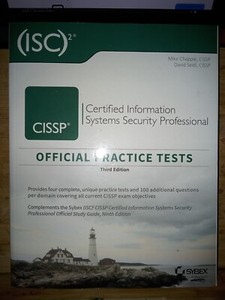 (ISC)²®
Mike Chapple, CISSP
David Seidl, CISSP
CISSP®
Certified Information
Systems Security Professional
OFFICIAL PRACTICE TESTS
Third Edition
Provides four complete, unique practice tests and 100 additional questions
per domain covering all current CISSP exam objectives
Complements the Sybex (ISC)² CISSP Certified Information Systems Security
Professional Official Study Guide, Ninth Edition
SYBEX